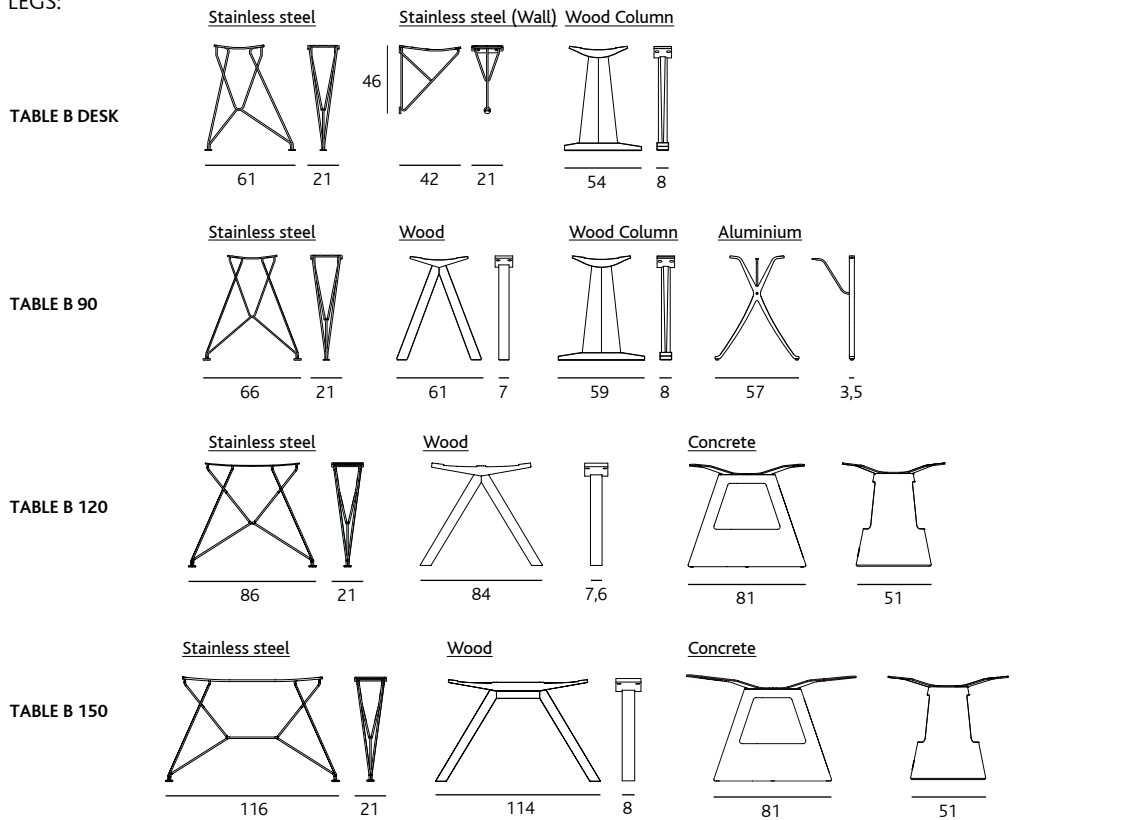 LEGS:
Stainless steel Stainless steel (Wall) Wood Column
46
TABLE B DESK
61 21 42 21 54 8
Stainless steel Wood Wood Column Aluminium
TABLE B 90
66 21 61 7 59 8 57 3,5
Stainless steel Wood Concrete
TABLE B 120
86 21 84 7,6 81 51
Stainless steel Wood Concrete
TABLE B 150
116 21 114 8 81 51